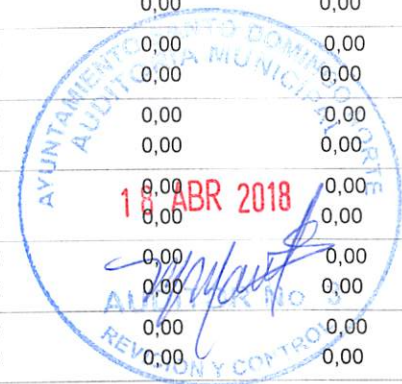 0,00 0,00
0,00 0,00
0,00 0,00
0,00 0,00
0,00 0,00
0,00 0,00
0,00 0,00
0,00 0,00
0,00 0,00
0,00 0,00
0,00 0,00
AYUNTAMIENTO SANTO DOMINGO NORTE
AUDITORIA MUNICIPAL
18 ABR 2018
AUDITOR No 3
REVISION Y CONTROL